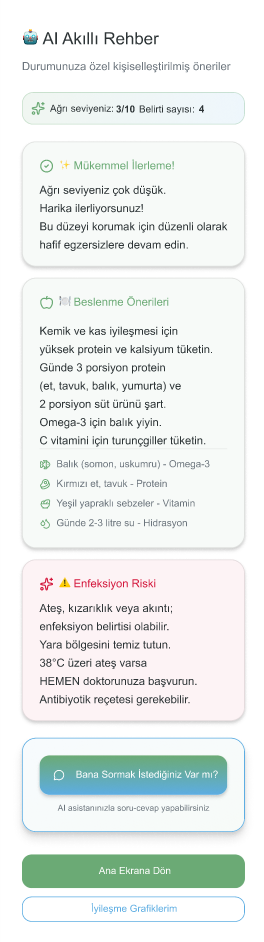 🤖 AI Akıllı Rehber
Durumunuza özel kişiselleştirilmiş öneriler
Ağrı seviyeniz: 3/10 Belirti sayısı: 4
✨ Mükemmel İlerleme!
Ağrı seviyeniz çok düşük.
Harika ilerliyorsunuz!
Bu düzeyi korumak için düzenli olarak
hafif egzersizlere devam edin.
🍽️ Beslenme Önerileri
Kemik ve kas iyileşmesi için
yüksek protein ve kalsiyum tüketin.
Günde 3 porsiyon protein
(et, tavuk, balık, yumurta) ve
2 porsiyon süt ürünü şart.
Omega-3 için balık yiyin.
C vitamini için turunçgiller tüketin.
Balık (somon, uskumru) - Omega-3
Kırmızı et, tavuk - Protein
Yeşil yapraklı sebzeler - Vitamin
Günde 2-3 litre su - Hidrasyon
⚠️ Enfeksiyon Riski
Ateş, kızarıklık veya akıntı;
enfeksiyon belirtisi olabilir.
Yara bölgesini temiz tutun.
38°C üzeri ateş varsa
HEMEN doktorunuza başvurun.
Antibiyotik reçetesi gerekebilir.
Bana Sormak İstediğiniz Var mı?
AI asistanınızla soru-cevap yapabilirsiniz
Ana Ekrana Dön
İyileşme Grafiklerim